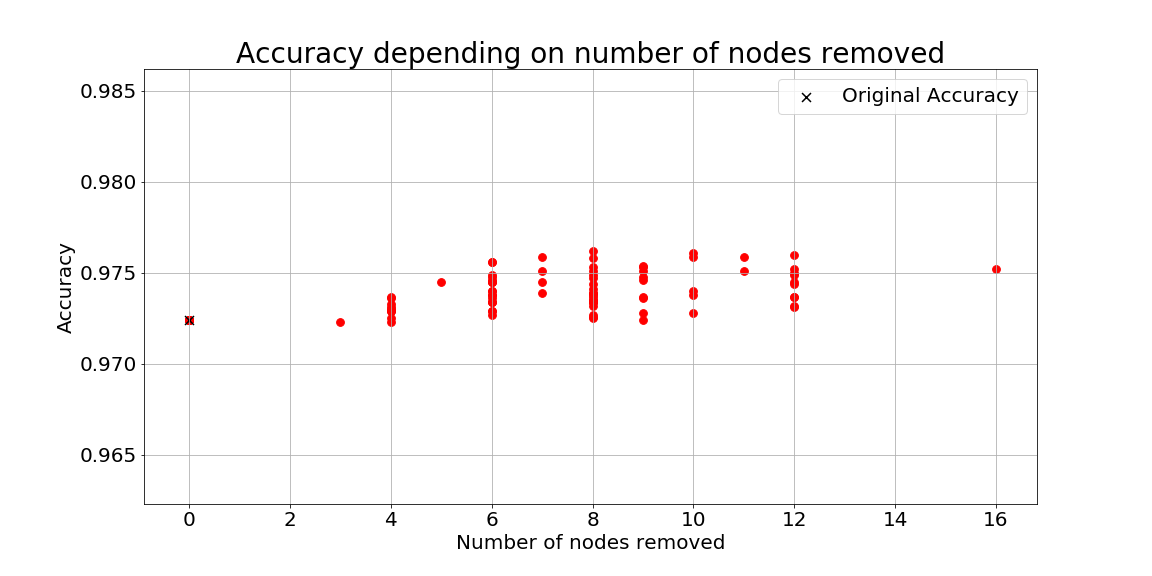 Accuracy depending on number of nodes removed
Original Accuracy
0.985
0.980
0.975
0.970
0.965
Accuracy
0 2 4 6 8 10 12 14 16
Number of nodes removed